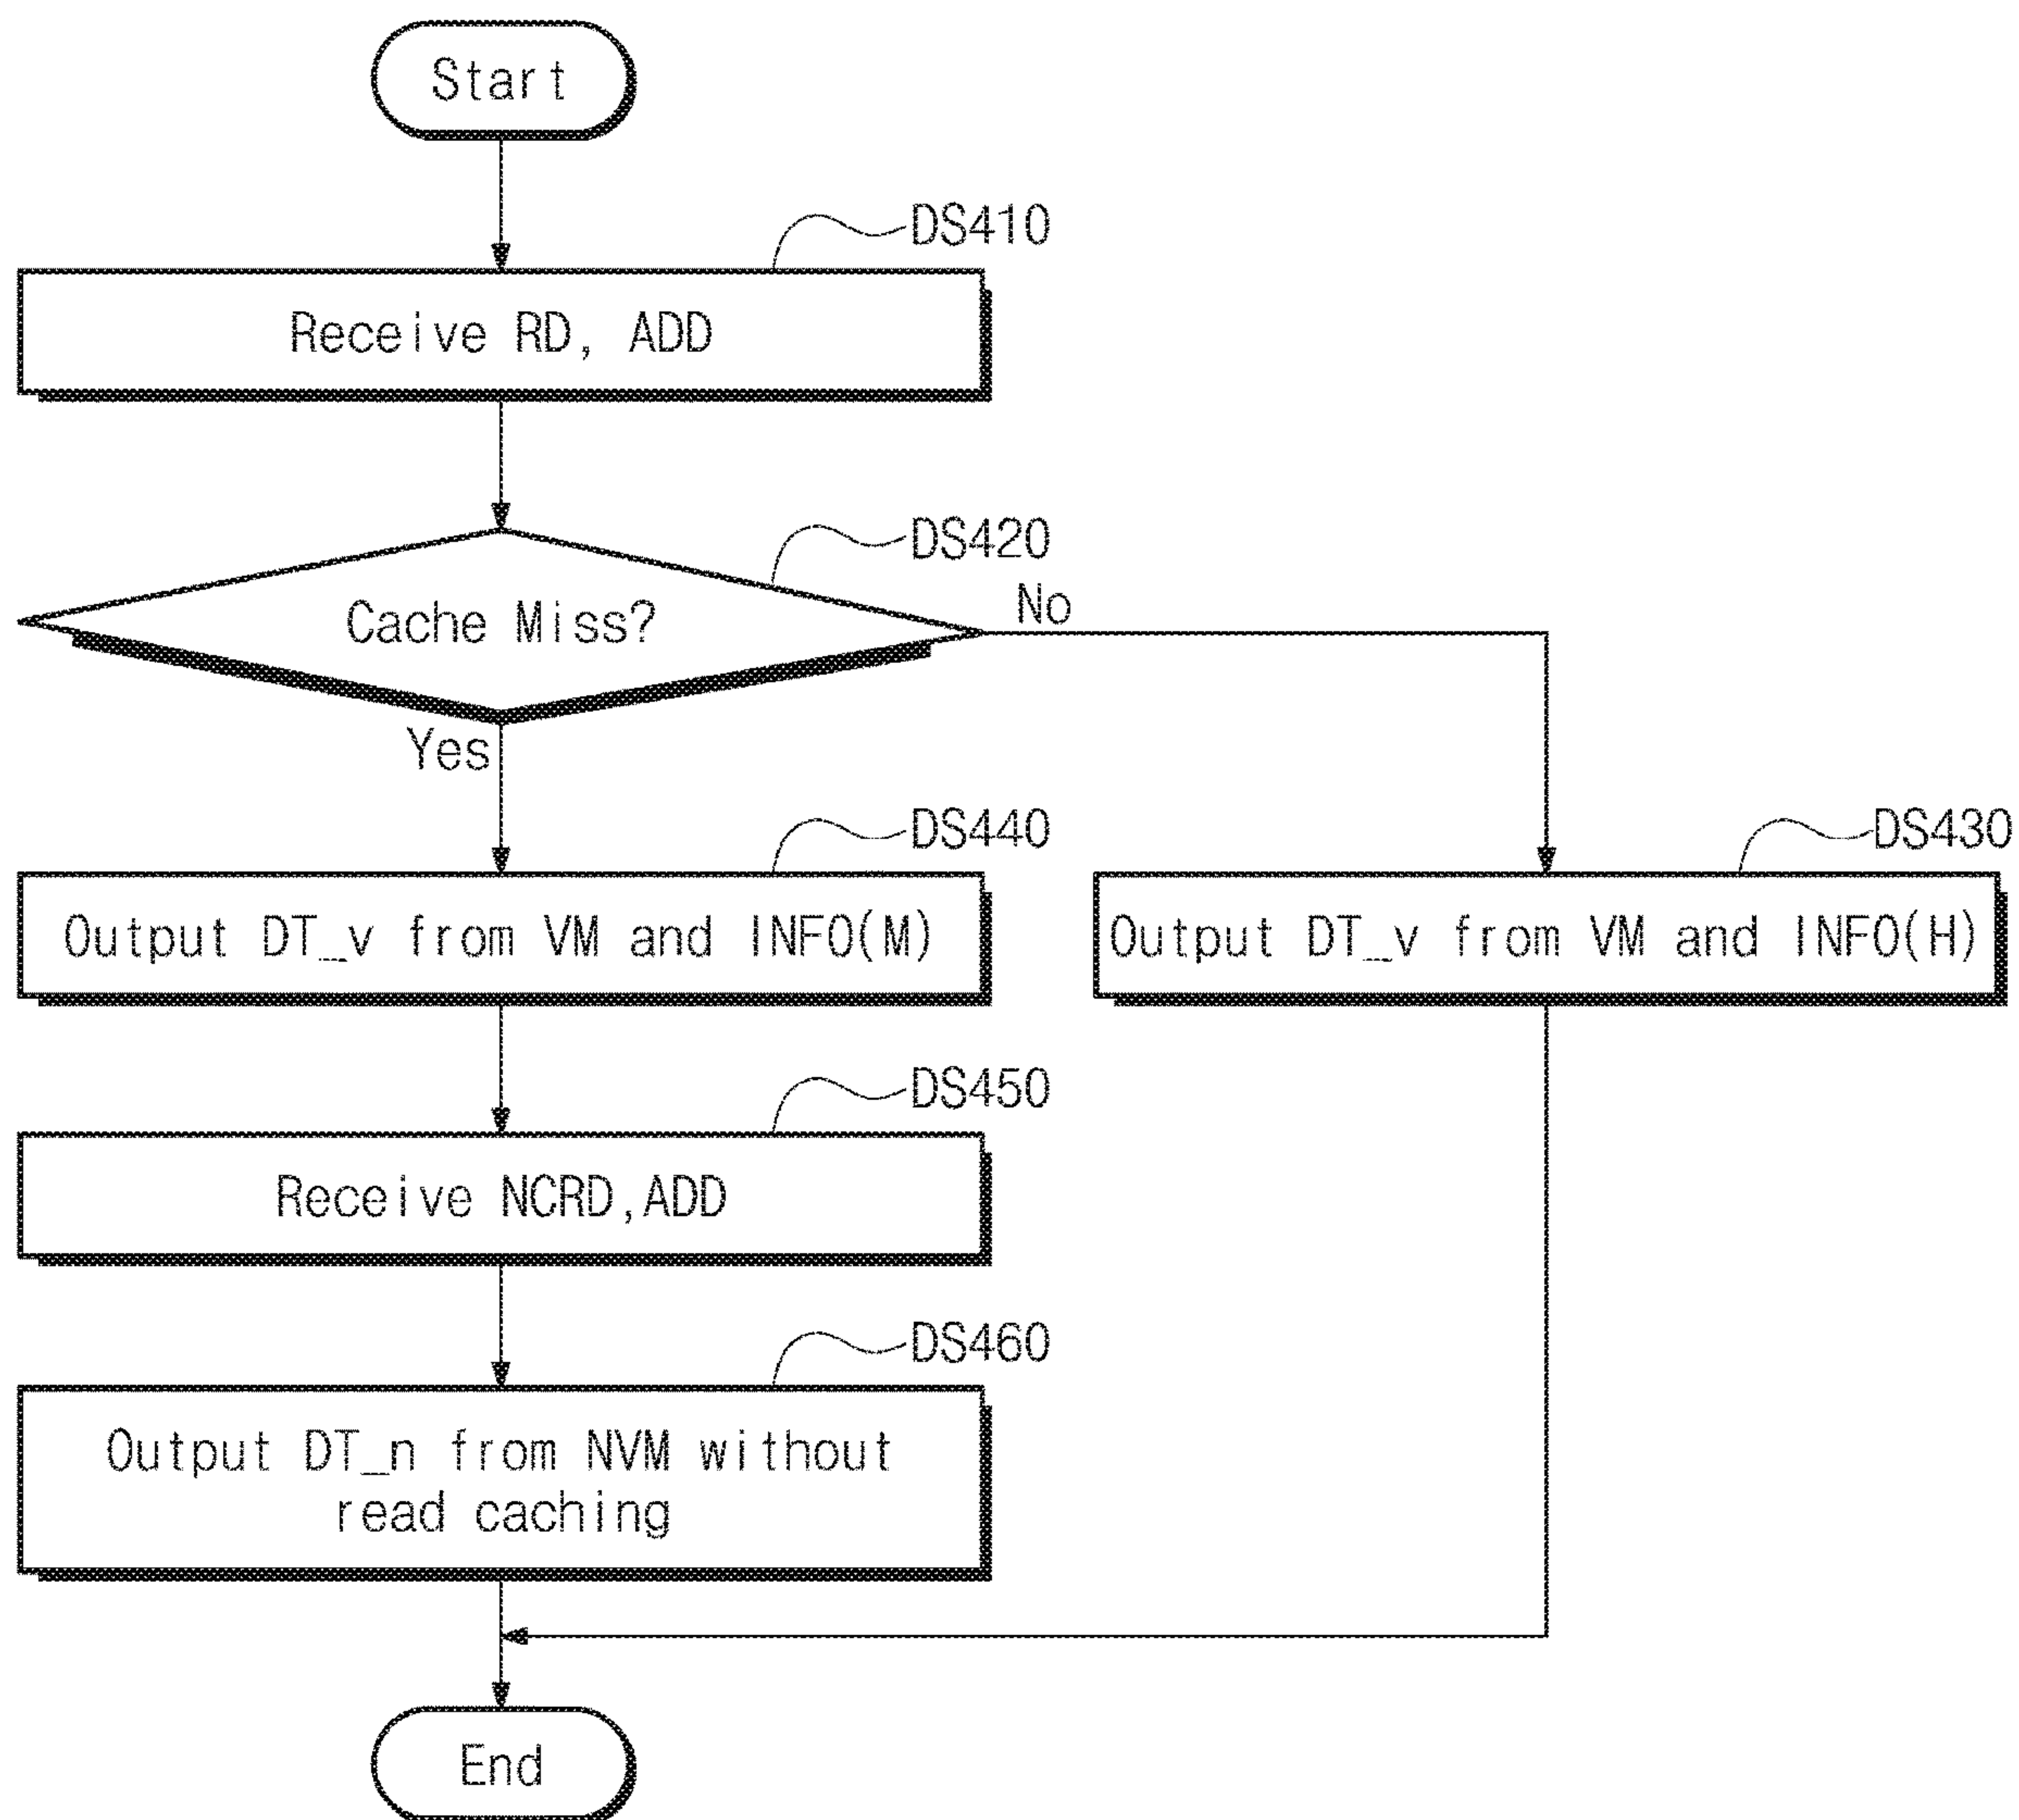 Start
DS410
Receive RD, ADD
DS420
Cache Miss?
No
Yes
DS440
DS430
Output DT_v from VM and INFO(M)
Output DT_v from VM and INFO(H)
DS450
Receive NCRD,ADD
DS460
Output DT_n from NVM without
read caching
End